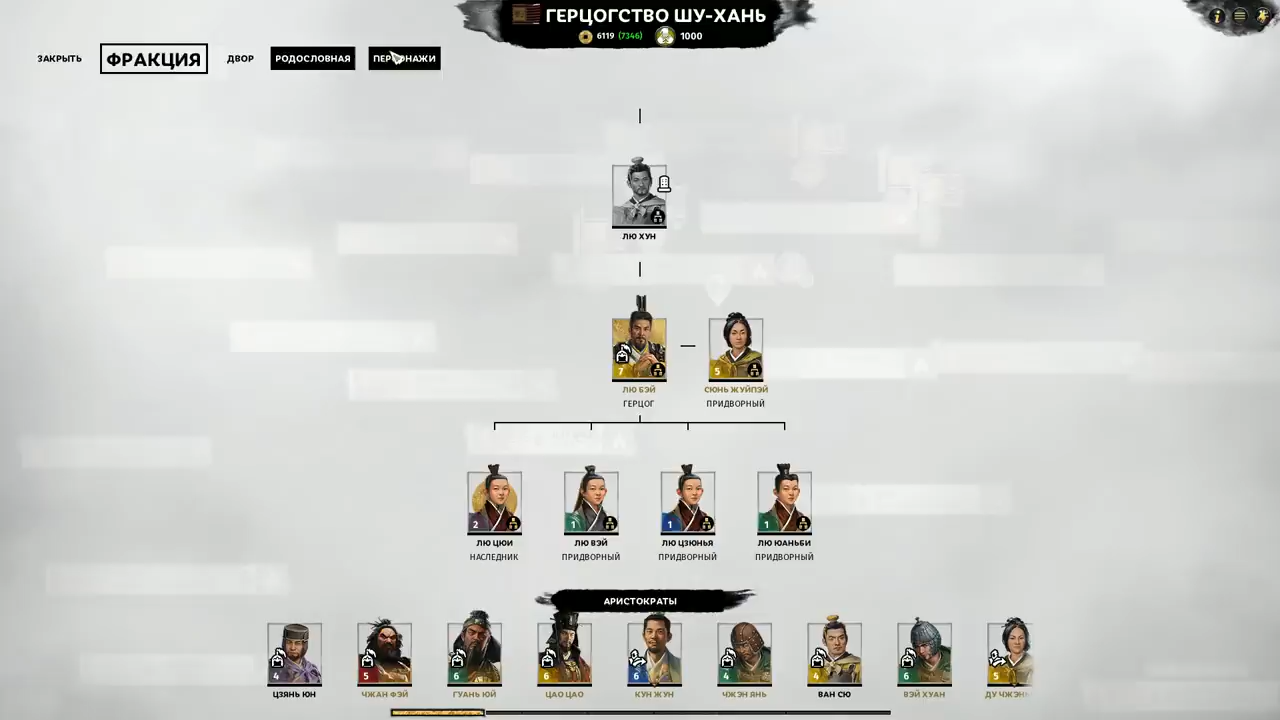 ГЕРЦОГСТВО ШУ-ХАНЬ
6119 (7346) 1000
ЗАКРЫТЬ ФРАКЦИЯ ДВОР РОДОСЛОВНАЯ
ЛЮ ХУН
7 5
ЛЮ БЭЙ СЮНЬ ЖУЙПЭЙ
ГЕРЦОГ ПРИДВОРНЫЙ
2 1 1 1
ЛЮ ЦЮИ ЛЮ ВЭЙ ЛЮ ЦЗЮНЬЯ ЛЮ ЮАНЬБИ
НАСЛЕДНИК ПРИДВОРНЫЙ ПРИДВОРНЫЙ ПРИДВОРНЫЙ
АРИСТОКРАТЫ
4 5 6 6 6 4 4 6 5
ЦЗЯНЬ ЮН ЧЖАН ФЭЙ ГУАНЬ ЮЙ ЦАО ЦАО КУН ЖУН ЧЖЭН ЯНЬ ВАН СЮ ВЭЙ ХУАН ДУ